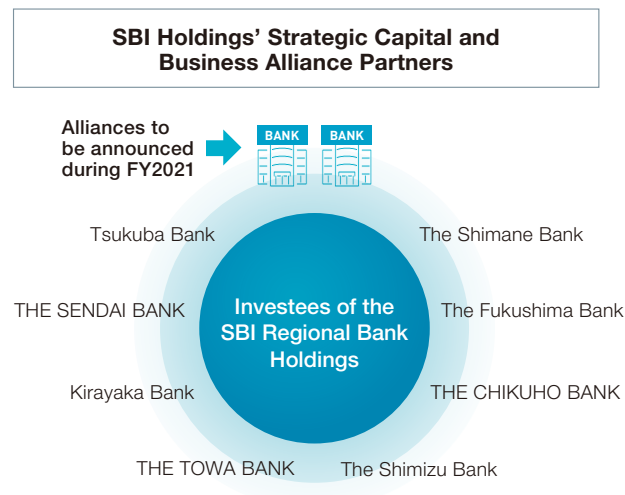 SBI Holdings' Strategic Capital and
Business Alliance Partners
Alliances to
be announced
during FY2021
BANK
BANK
Tsukuba Bank
The Shimane Bank
THE SENDAI BANK
Investees of the
SBI Regional Bank
Holdings
The Fukushima Bank
Kirayaka Bank
THE CHIKUHO BANK
THE TOWA BANK
The Shimizu Bank